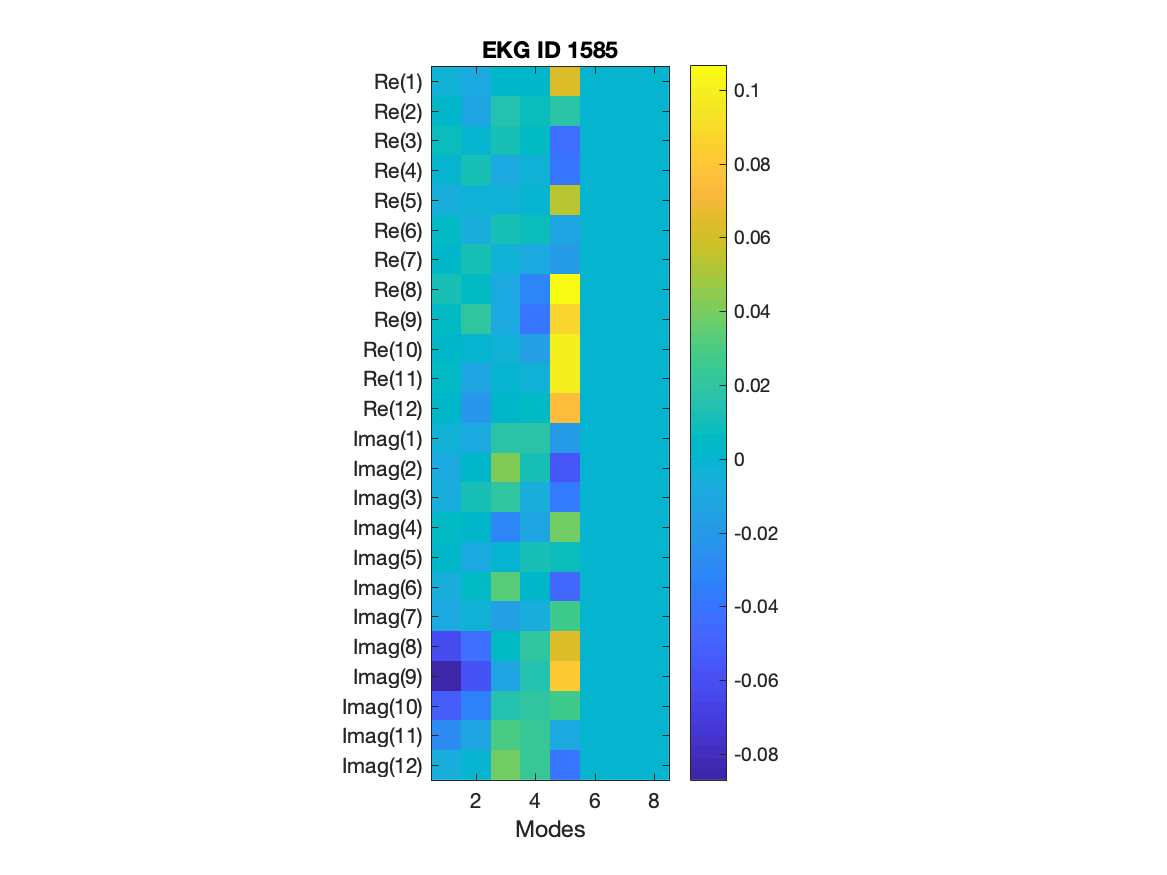 EKG ID 1585
Re(1)
Re(2)
Re(3)
Re(4)
Re(5)
Re(6)
Re(7)
Re(8)
Re(9)
Re(10)
Re(11)
Re(12)
Imag(1)
Imag(2)
Imag(3)
Imag(4)
Imag(5)
Imag(6)
Imag(7)
Imag(8)
Imag(9)
Imag(10)
Imag(11)
Imag(12)
2 4 6 8
Modes
0.1
0.08
0.06
0.04
0.02
0
-0.02
-0.04
-0.06
-0.08